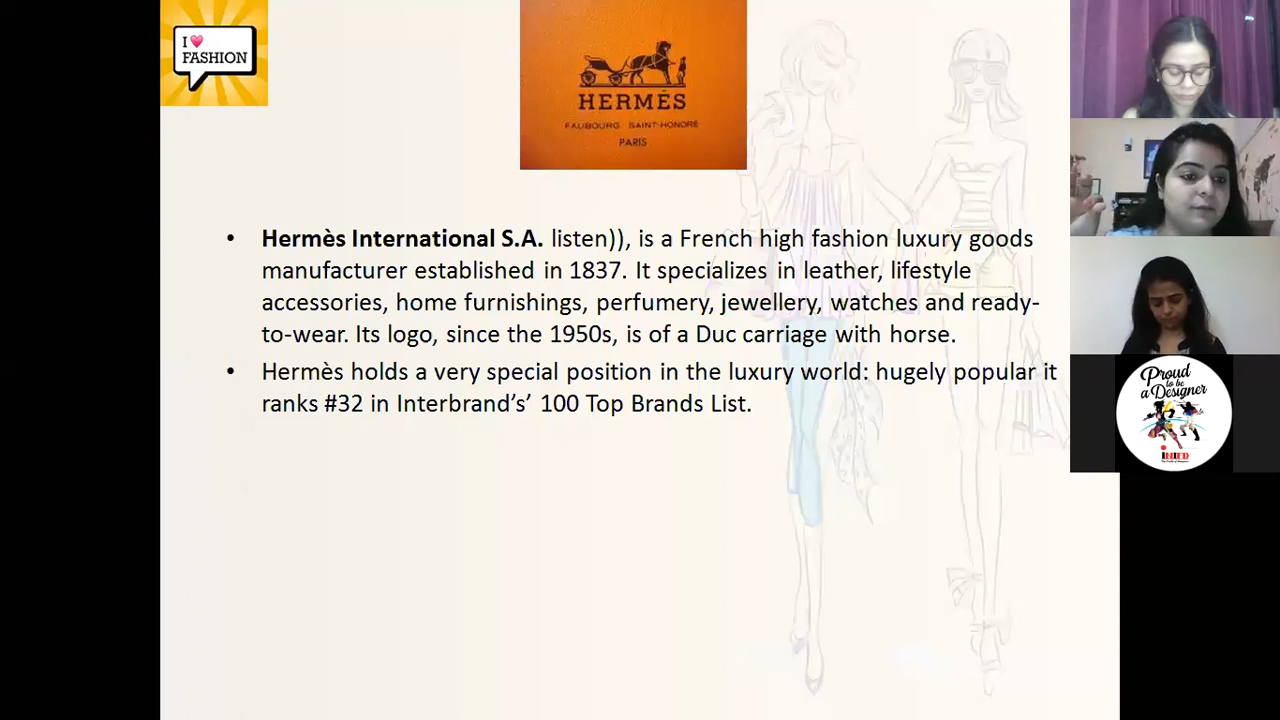 I
FASHION
HERMÈS
FAUBOURG SAINT-HONORÉ
PARIS
• Hermès International S.A. listen)), is a French high fashion luxury goods
manufacturer established in 1837. It specializes in leather, lifestyle
accessories, home furnishings, perfumery, jewellery, watches and ready-
to-wear. Its logo, since the 1950s, is of a Duc carriage with horse.
• Hermès holds a very special position in the luxury world: hugely popular it
ranks #32 in Interbrand’s’ 100 Top Brands List.
Proud
to be
a Designer
INIFD